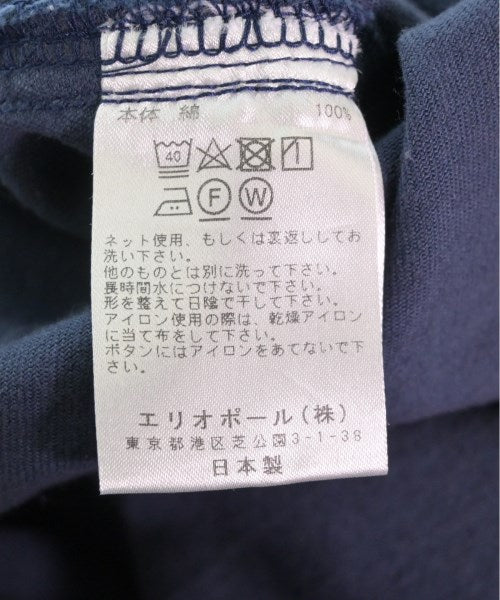 本体 綿 100%
40
F W
ネット使用、もしくは裏返ししてお
洗い下さい。
他のものとは別に洗って下さい。
長時間水につけないで下さい。
形を整えて日陰で干して下さい。
アイロン使用の際は、乾燥アイロン
に当て布をして下さい。
ボタンにはアイロンをあてないで下
さい。
エリオポール(株)
東京都港区芝公園3-1-38
日本製